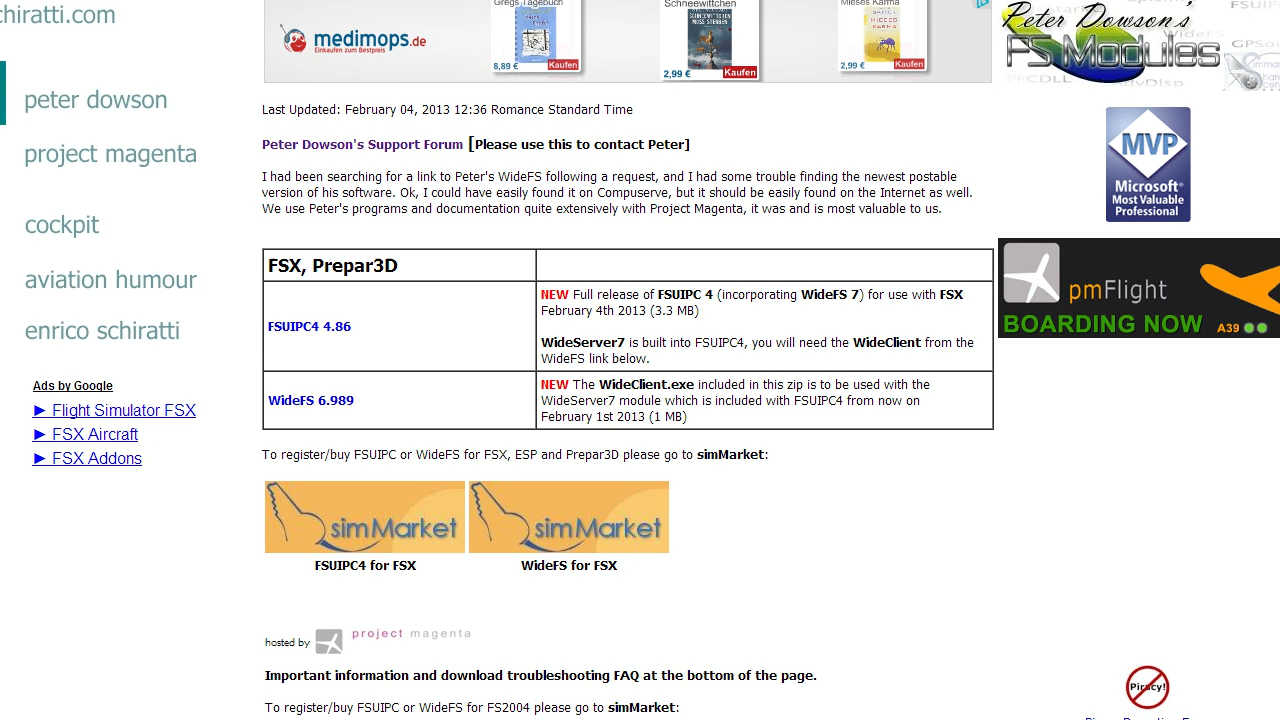 chiratti.com
peter dowson
project magenta
cockpit
aviation humour
enrico schiratti
Ads by Google
► Flight Simulator FSX
► FSX Aircraft
► FSX Addons
medimops.de
Einkaufen zum Bestpreis
Gregs Tagebuch
8,89 € Kaufen
Schneewittchen
SCHNEEWITTCHEN
MUSS STERBEN
2,99 € Kaufen
Mieses Karma
2,99 € Kaufen
Last Updated: February 04, 2013 12:36 Romance Standard Time
Peter Dowson's Support Forum [Please use this to contact Peter]
I had been searching for a link to Peter's WideFS following a request, and I had some trouble finding the newest postable
version of his software. Ok, I could have easily found it on Compuserve, but it should be easily found on the Internet as well.
We use Peter's programs and documentation quite extensively with Project Magenta, it was and is most valuable to us.
FSX, Prepar3D
FSUIPC4 4.86
NEW Full release of FSUIPC 4 (incorporating WideFS 7) for use with FSX
February 4th 2013 (3.3 MB)
WideServer7 is built into FSUIPC4, you will need the WideClient from the
WideFS link below.
WideFS 6.989
NEW The WideClient.exe included in this zip is to be used with the
WideServer7 module which is included with FSUIPC4 from now on
February 1st 2013 (1 MB)
To register/buy FSUIPC or WideFS for FSX, ESP and Prepar3D please go to simMarket:
simMarket simMarket
FSUIPC4 for FSX WideFS for FSX
hosted by project magenta
Important information and download troubleshooting FAQ at the bottom of the page.
To register/buy FSUIPC or WideFS for FS2004 please go to simMarket:
Peter Dowson's
FS Modules
MVP
Microsoft®
Most Valuable
Professional
pmFlight
BOARDING NOW A39
Piracy!